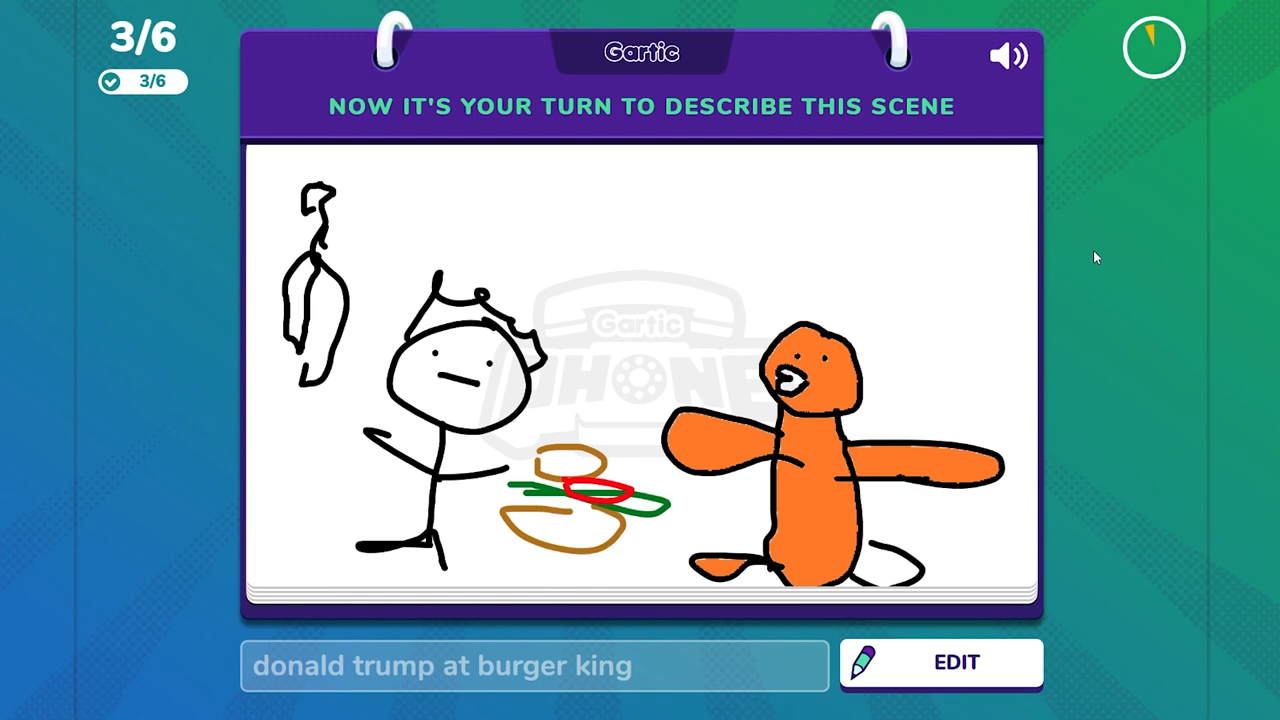 3/6
3/6
Gartic
NOW IT'S YOUR TURN TO DESCRIBE THIS SCENE
Gartic
PHONE
donald trump at burger king
EDIT